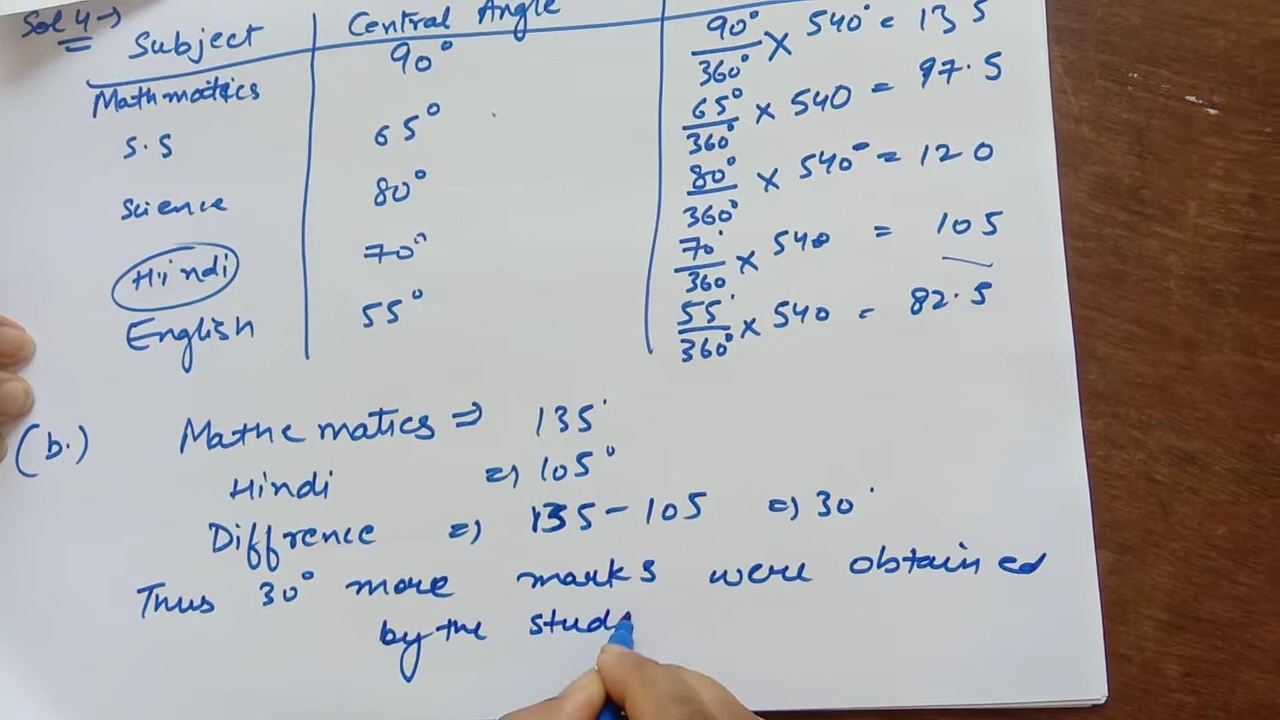 Sol 4→
Subject Central Angle
Mathmatics 90° 90°/360° × 540° = 135
S.S 65° 65°/360° × 540 = 97.5
Science 80° 80°/360° × 540° = 120
Hindi 70° 70°/360 × 540 = 105
English 55° 55°/360° × 540 = 82.5
(b.) Mathematics ⇒ 135°
Hindi ⇒ 105°
Difference ⇒ 135-105 ⇒ 30°
Thus 30° more marks were obtained
by the stud